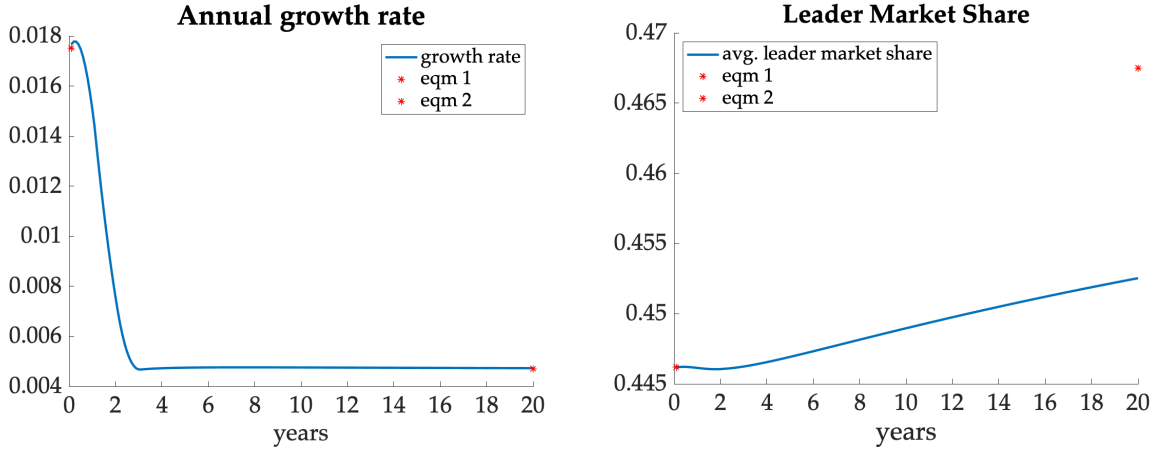 Annual growth rate
0.018
0.016
0.014
0.012
0.01
0.008
0.006
0.004
growth rate
eqm 1
eqm 2
0 2 4 6 8 10 12 14 16 18 20
years
Leader Market Share
0.47
0.465
0.46
0.455
0.45
0.445
avg. leader market share
eqm 1
eqm 2
0 2 4 6 8 10 12 14 16 18 20
years